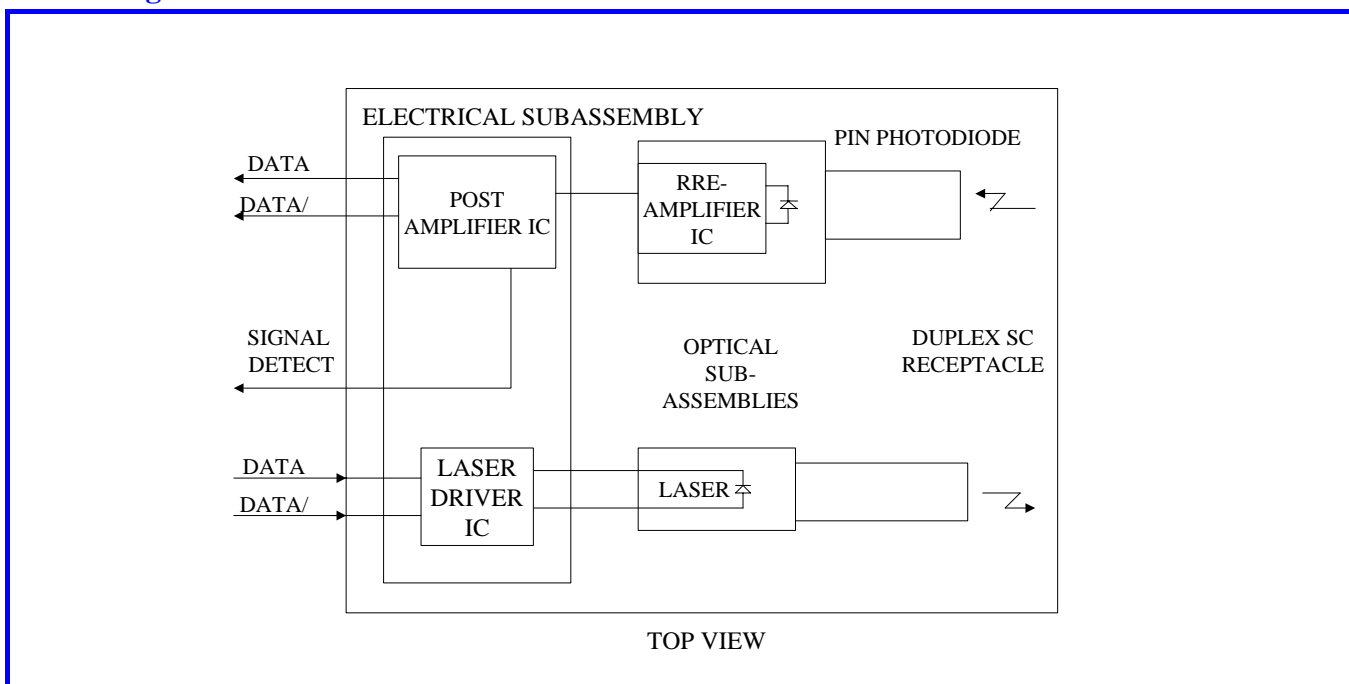 ELECTRICAL SUBASSEMBLY
PIN PHOTODIODE
DATA
DATA/
POST
AMPLIFIER IC
RRE-
AMPLIFIER
IC
SIGNAL
DETECT
OPTICAL
SUB-
ASSEMBLIES
DUPLEX SC
RECEPTACLE
DATA
DATA/
LASER
DRIVER
IC
LASER
TOP VIEW